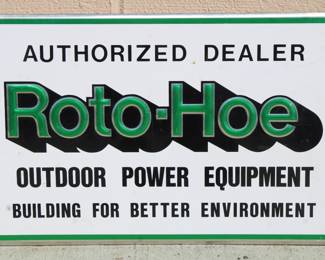 AUTHORIZED DEALER
Roto-Hoe
OUTDOOR POWER EQUIPMENT
BUILDING FOR BETTER ENVIRONMENT